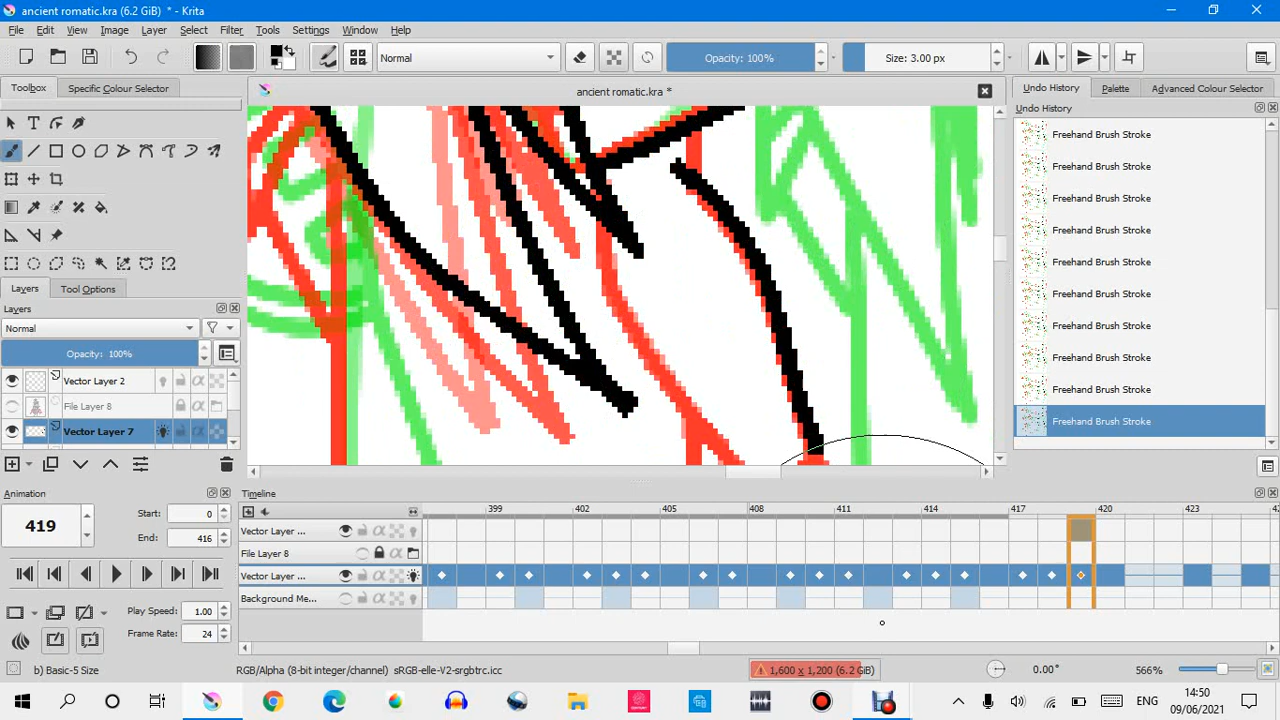 ancient romatic.kra (6.2 GiB) * - Krita
File Edit View Image Layer Select Filter Tools Settings Window Help
Normal Opacity: 100% Size: 3.00 px
Toolbox Specific Colour Selector
ancient romatic.kra *
Undo History Palette Advanced Colour Selector
Undo History
Freehand Brush Stroke
Freehand Brush Stroke
Freehand Brush Stroke
Freehand Brush Stroke
Freehand Brush Stroke
Freehand Brush Stroke
Freehand Brush Stroke
Freehand Brush Stroke
Freehand Brush Stroke
Freehand Brush Stroke
Layers Tool Options
Layers
Normal
Opacity: 100%
Vector Layer 2
File Layer 8
Vector Layer 7
Animation
419
Start: 0
End: 416
Play Speed: 1.00
Frame Rate: 24
Timeline
399 402 405 408 411 414 417 420 423
Vector Layer ...
File Layer 8
Vector Layer ...
Background Me...
b) Basic-5 Size
RGB/Alpha (8-bit integer/channel) sRGB-elle-V2-srgbtrc.icc
1,600 x 1,200 (6.2 GiB)
0.00°
566%
ENG
14:50
09/06/2021